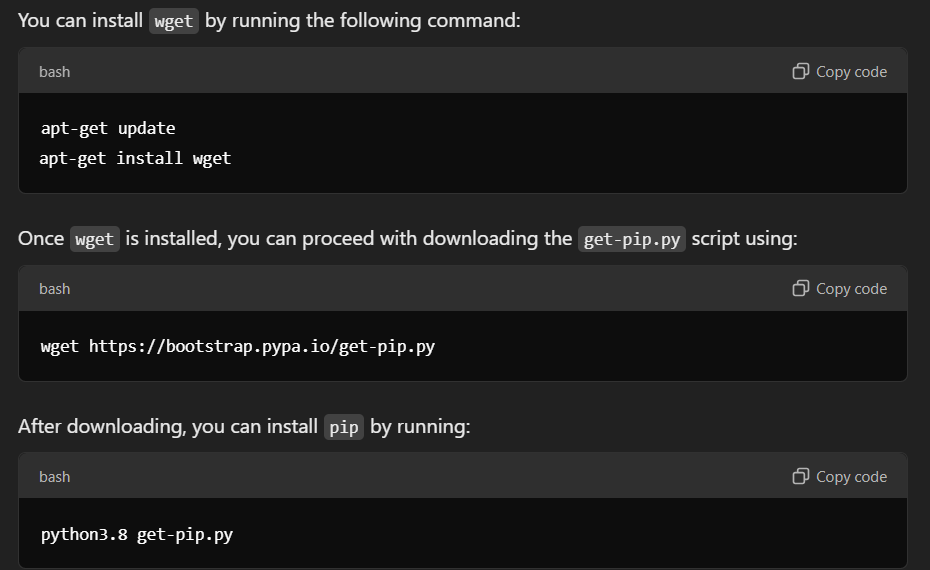 You can install wget by running the following command:
bash
Copy code
apt-get update
apt-get install wget
Once wget is installed, you can proceed with downloading the get-pip.py script using:
bash
Copy code
wget https://bootstrap.pypa.io/get-pip.py
After downloading, you can install pip by running:
bash
Copy code
python3.8 get-pip.py